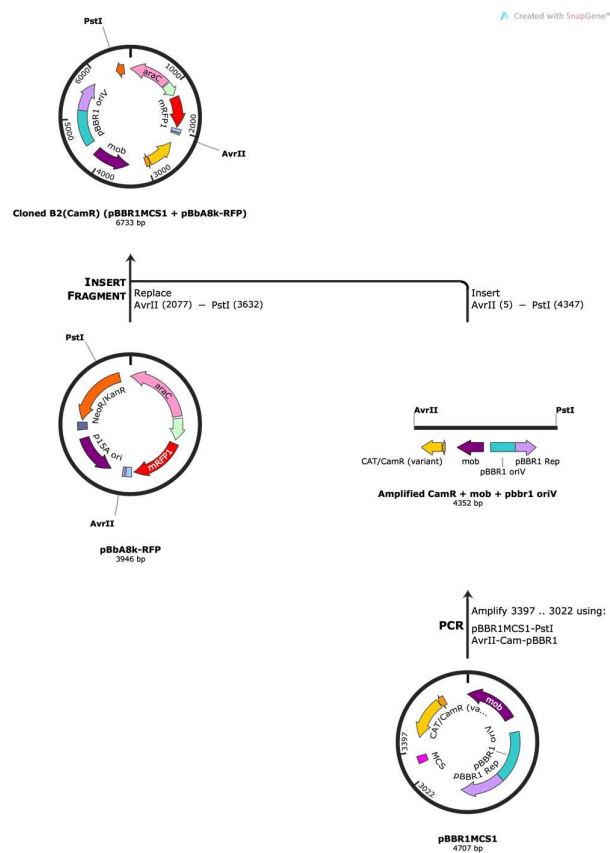 Created with SnapGene®
PstI
6000
1000
araC
pBBR1 oriV
mRFP1
5000
2000
mob
AvrII
4000
3000
Cloned B2(CamR) (pBBR1MCS1 + pBbA8k-RFP)
6733 bp
INSERT
FRAGMENT
Replace
AvrII (2077) – PstI (3632)
Insert
AvrII (5) – PstI (4347)
PstI
NeoR/KanR
araC
p15A ori
mRFP1
AvrII
pBbA8k-RFP
3946 bp
AvrII
PstI
CAT/CamR (variant)
mob
pBBR1 Rep
pBBR1 oriV
Amplified CamR + mob + pbbr1 oriV
4352 bp
PCR
Amplify 3397 .. 3022 using:
pBBR1MCS1-PstI
AvrII-Cam-pBBR1
mob
CAT/CamR (va...
3397
MCS
pBBR1 oriV
pBBR1 Rep
3022
pBBR1MCS1
4707 bp